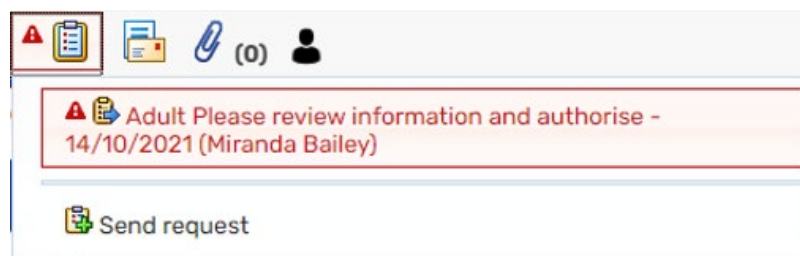 (0)
Adult Please review information and authorise -
14/10/2021 (Miranda Bailey)
Send request